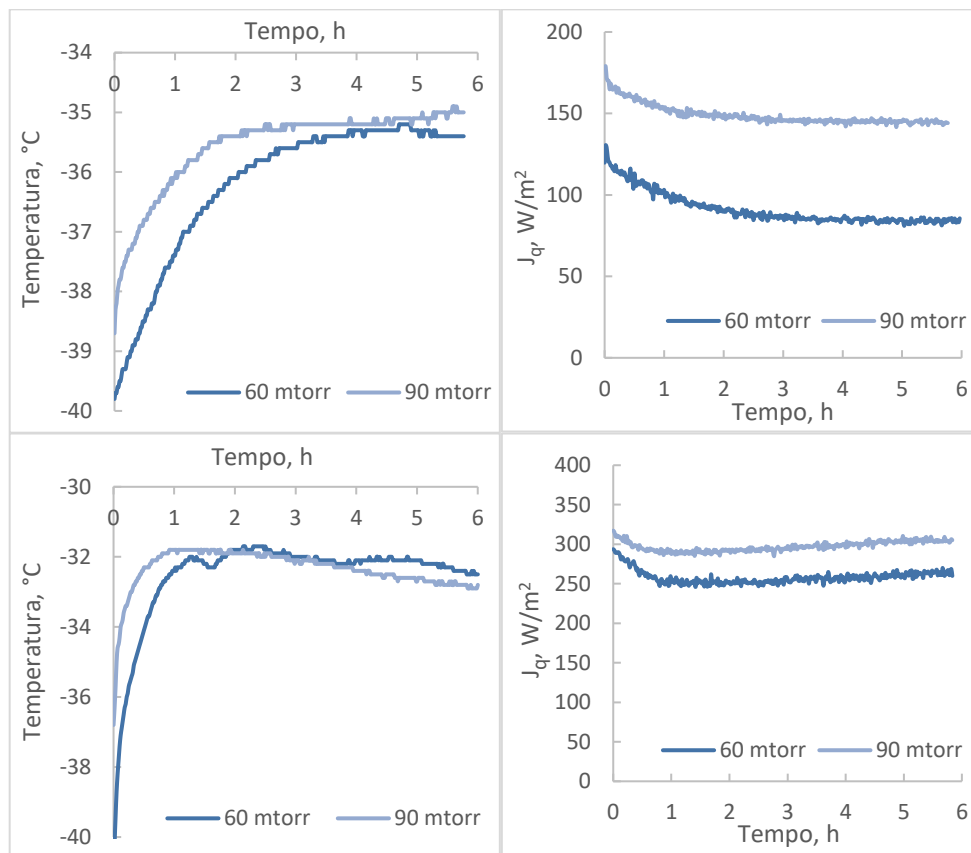 Tempo, h
-34
0 1 2 3 4 5 6
-35
-36
-37
-38
-39
-40
Temperatura, °C
60 mtorr 90 mtorr
200
150
100
50
0
J_q, W/m²
60 mtorr 90 mtorr
0 1 2 3 4 5 6
Tempo, h
Tempo, h
-30
0 1 2 3 4 5 6
-32
-34
-36
-38
-40
Temperatura, °C
60 mtorr 90 mtorr
400
350
300
250
200
150
100
50
0
J_q, W/m²
60 mtorr 90 mtorr
0 1 2 3 4 5 6
Tempo, h